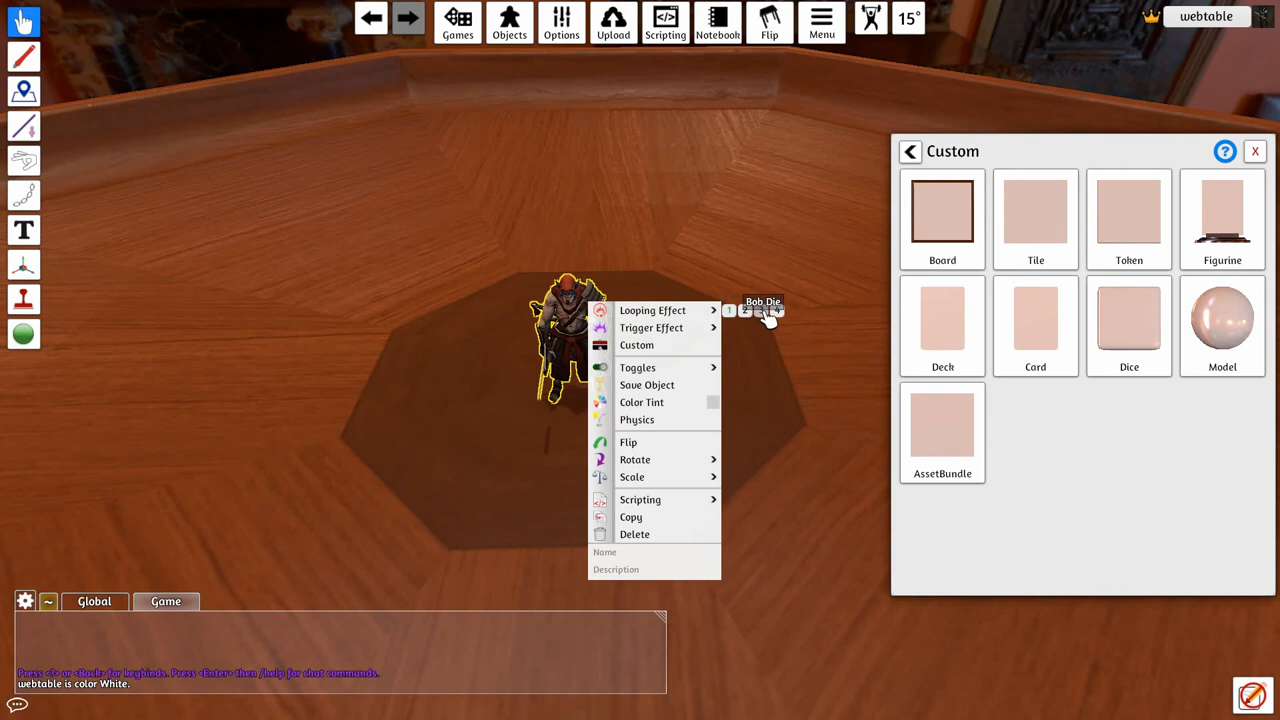 Games Objects Options Upload Scripting Notebook Flip Menu 15° webtable
Custom ? X
Board Tile Token Figurine
Deck Card Dice Model
AssetBundle
Bob Die
Looping Effect 1 2 3 4
Trigger Effect
Custom
Toggles
Save Object
Color Tint
Physics
Flip
Rotate
Scale
Scripting
Copy
Delete
Name
Description
T
~ Global Game
Press <?> or <Back> for keybinds. Press <Enter> then /help for chat commands.
webtable is color White.